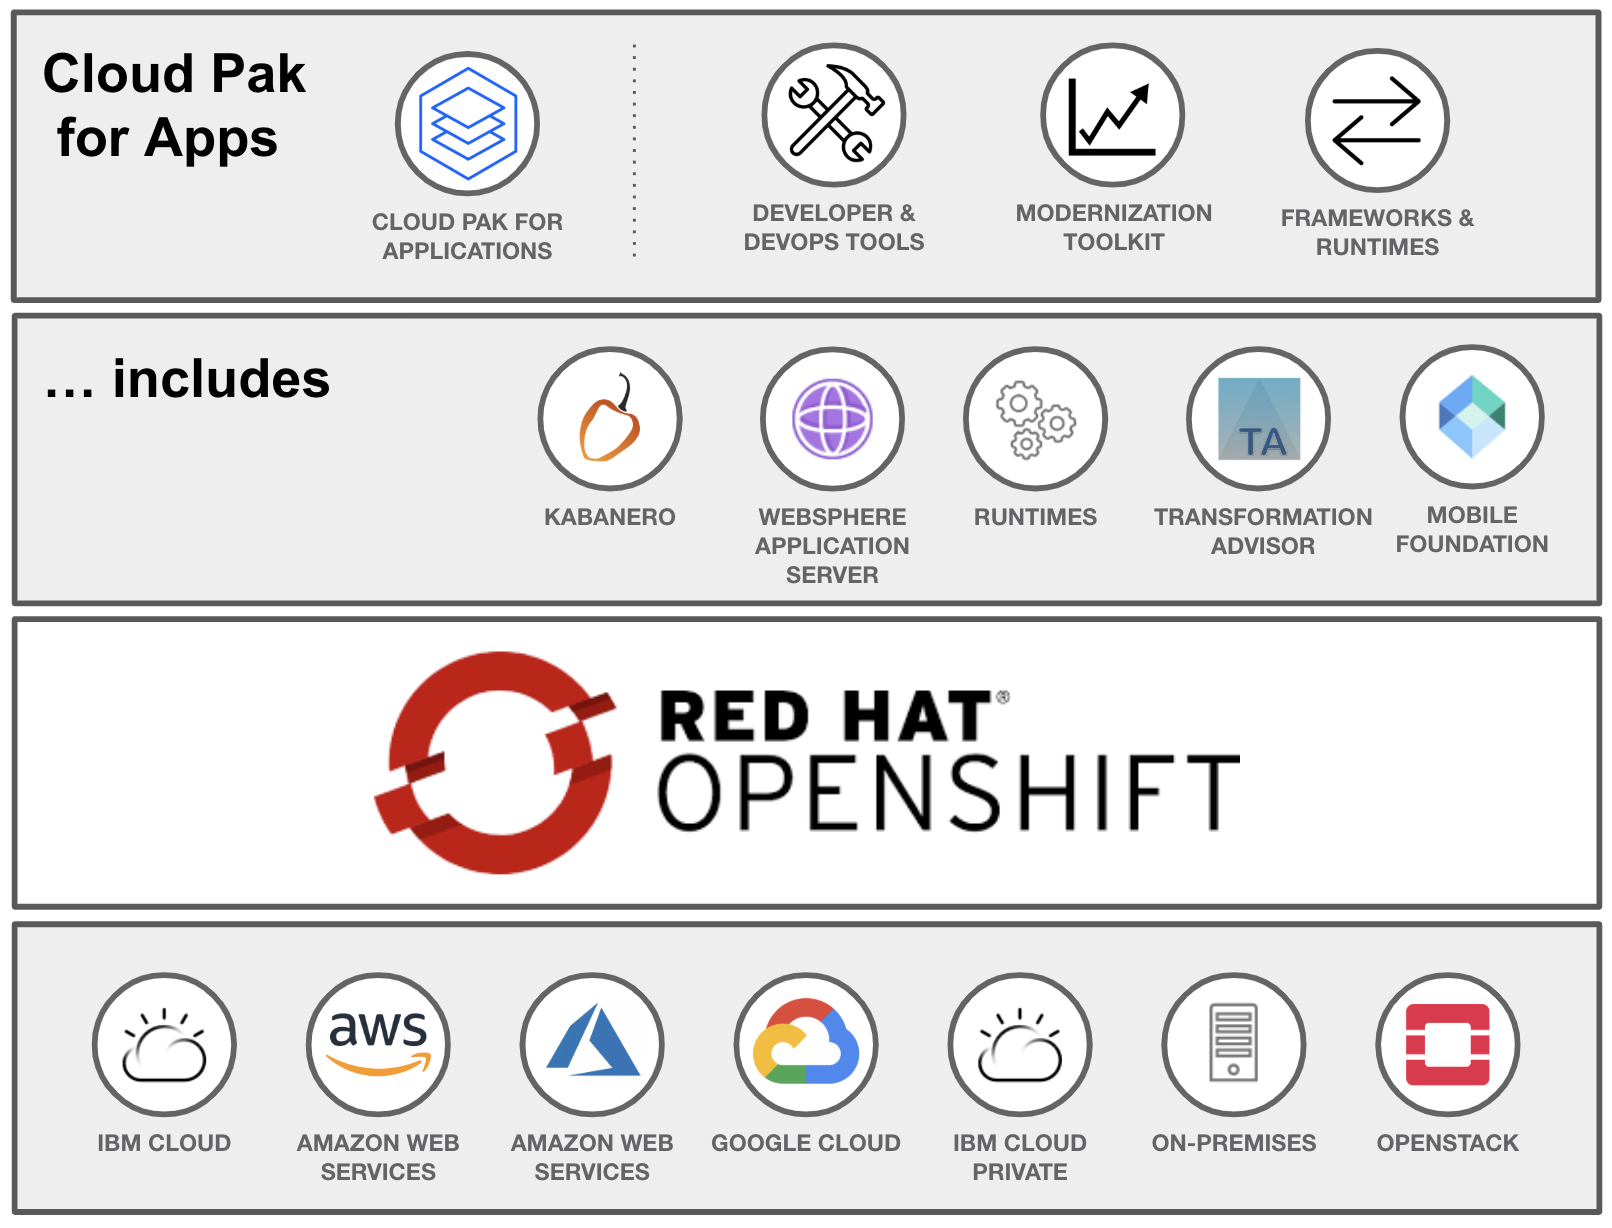 Cloud Pak
for Apps
CLOUD PAK FOR
APPLICATIONS
DEVELOPER &
DEVOPS TOOLS
MODERNIZATION
TOOLKIT
FRAMEWORKS &
RUNTIMES
… includes
KABANERO
WEBSPHERE
APPLICATION
SERVER
RUNTIMES
TA
TRANSFORMATION
ADVISOR
MOBILE
FOUNDATION
RED HAT®
OPENSHIFT
IBM CLOUD
aws
AMAZON WEB
SERVICES
AMAZON WEB
SERVICES
GOOGLE CLOUD
IBM CLOUD
PRIVATE
ON-PREMISES
OPENSTACK